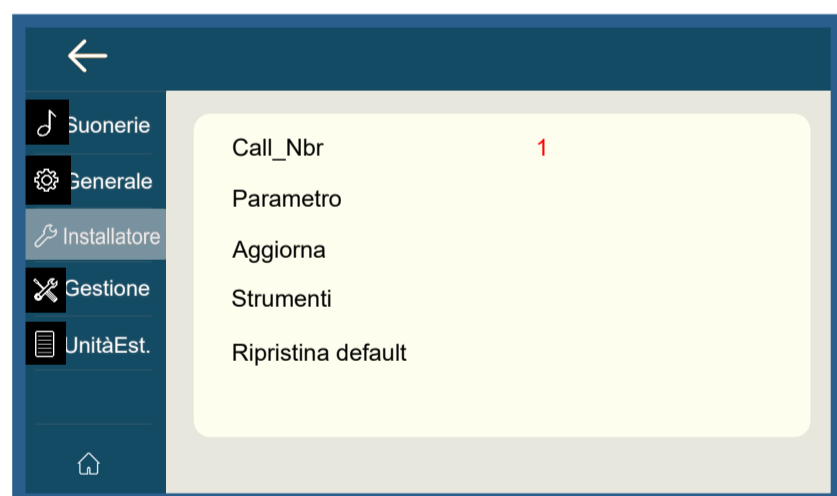 Suonerie
Generale
Installatore
Gestione
UnitàEst.
Call_Nbr 1
Parametro
Aggiorna
Strumenti
Ripristina default